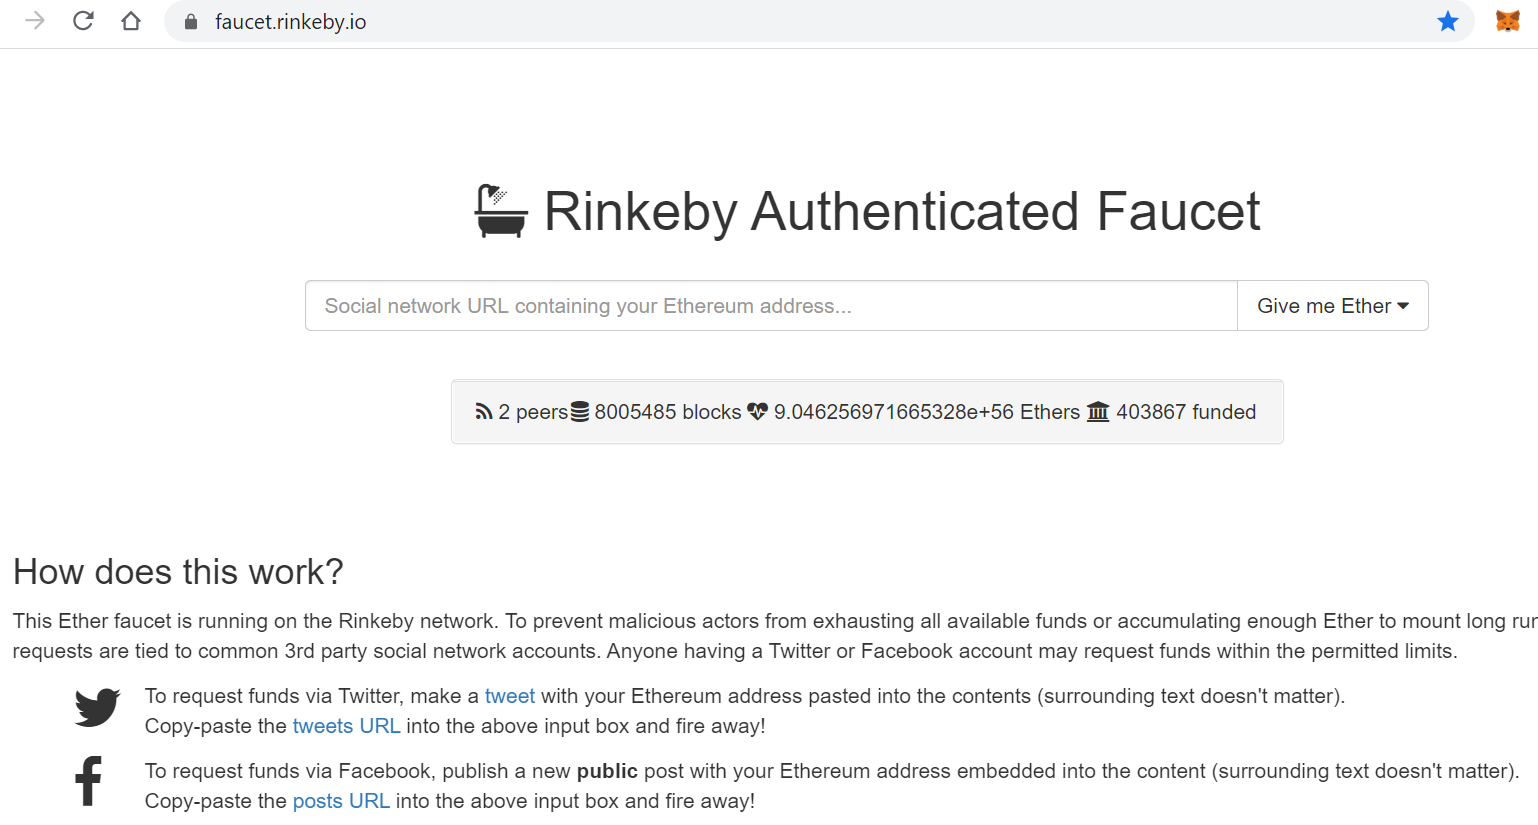 faucet.rinkeby.io
Rinkeby Authenticated Faucet
Social network URL containing your Ethereum address...
Give me Ether
2 peers 8005485 blocks 9.046256971665328e+56 Ethers 403867 funded
How does this work?
This Ether faucet is running on the Rinkeby network. To prevent malicious actors from exhausting all available funds or accumulating enough Ether to mount long
requests are tied to common 3rd party social network accounts. Anyone having a Twitter or Facebook account may request funds within the permitted limits.
To request funds via Twitter, make a tweet with your Ethereum address pasted into the contents (surrounding text doesn't matter).
Copy-paste the tweets URL into the above input box and fire away!
To request funds via Facebook, publish a new public post with your Ethereum address embedded into the content (surrounding text doesn't matter).
Copy-paste the posts URL into the above input box and fire away!